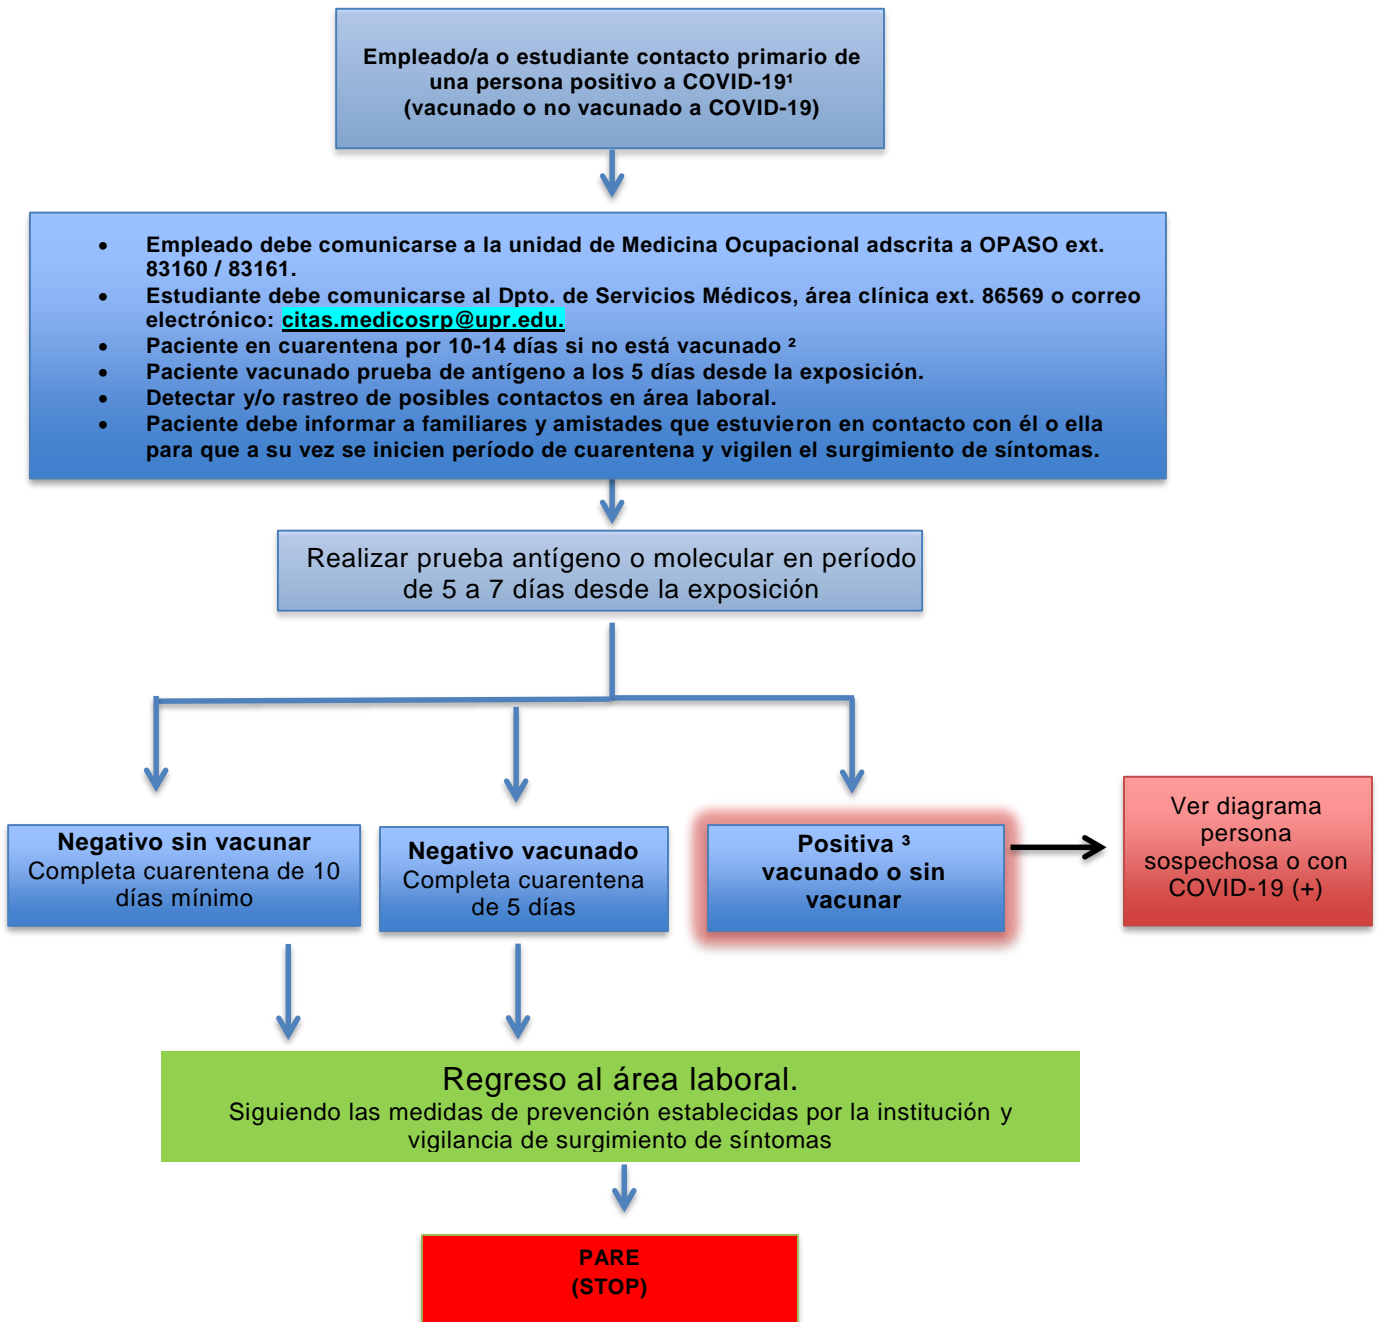 Empleado/a o estudiante contacto primario de
una persona positivo a COVID-19¹
(vacunado o no vacunado a COVID-19)
• Empleado debe comunicarse a la unidad de Medicina Ocupacional adscrita a OPASO ext.
83160 / 83161.
• Estudiante debe comunicarse al Dpto. de Servicios Médicos, área clínica ext. 86569 o correo
electrónico: citas.medicosrp@upr.edu.
• Paciente en cuarentena por 10-14 días si no está vacunado ²
• Paciente vacunado prueba de antígeno a los 5 días desde la exposición.
• Detectar y/o rastreo de posibles contactos en área laboral.
• Paciente debe informar a familiares y amistades que estuvieron en contacto con él o ella
para que a su vez se inicien período de cuarentena y vigilen el surgimiento de síntomas.
Realizar prueba antígeno o molecular en período
de 5 a 7 días desde la exposición
Negativo sin vacunar
Completa cuarentena de 10
días mínimo
Negativo vacunado
Completa cuarentena
de 5 días
Positiva ³
vacunado o sin
vacunar
Ver diagrama
persona
sospechosa o con
COVID-19 (+)
Regreso al área laboral.
Siguiendo las medidas de prevención establecidas por la institución y
vigilancia de surgimiento de síntomas
PARE
(STOP)